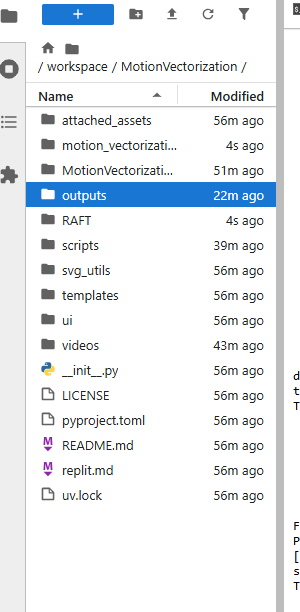 / workspace / MotionVectorization /
Name Modified
attached_assets 56m ago
motion_vectorizati... 4s ago
MotionVectorizati... 51m ago
outputs 22m ago
RAFT 4s ago
scripts 39m ago
svg_utils 56m ago
templates 56m ago
ui 56m ago
videos 43m ago
__init__.py 56m ago
LICENSE 56m ago
pyproject.toml 56m ago
README.md 56m ago
replit.md 56m ago
uv.lock 56m ago
d
t
T
F
P
[
s
T